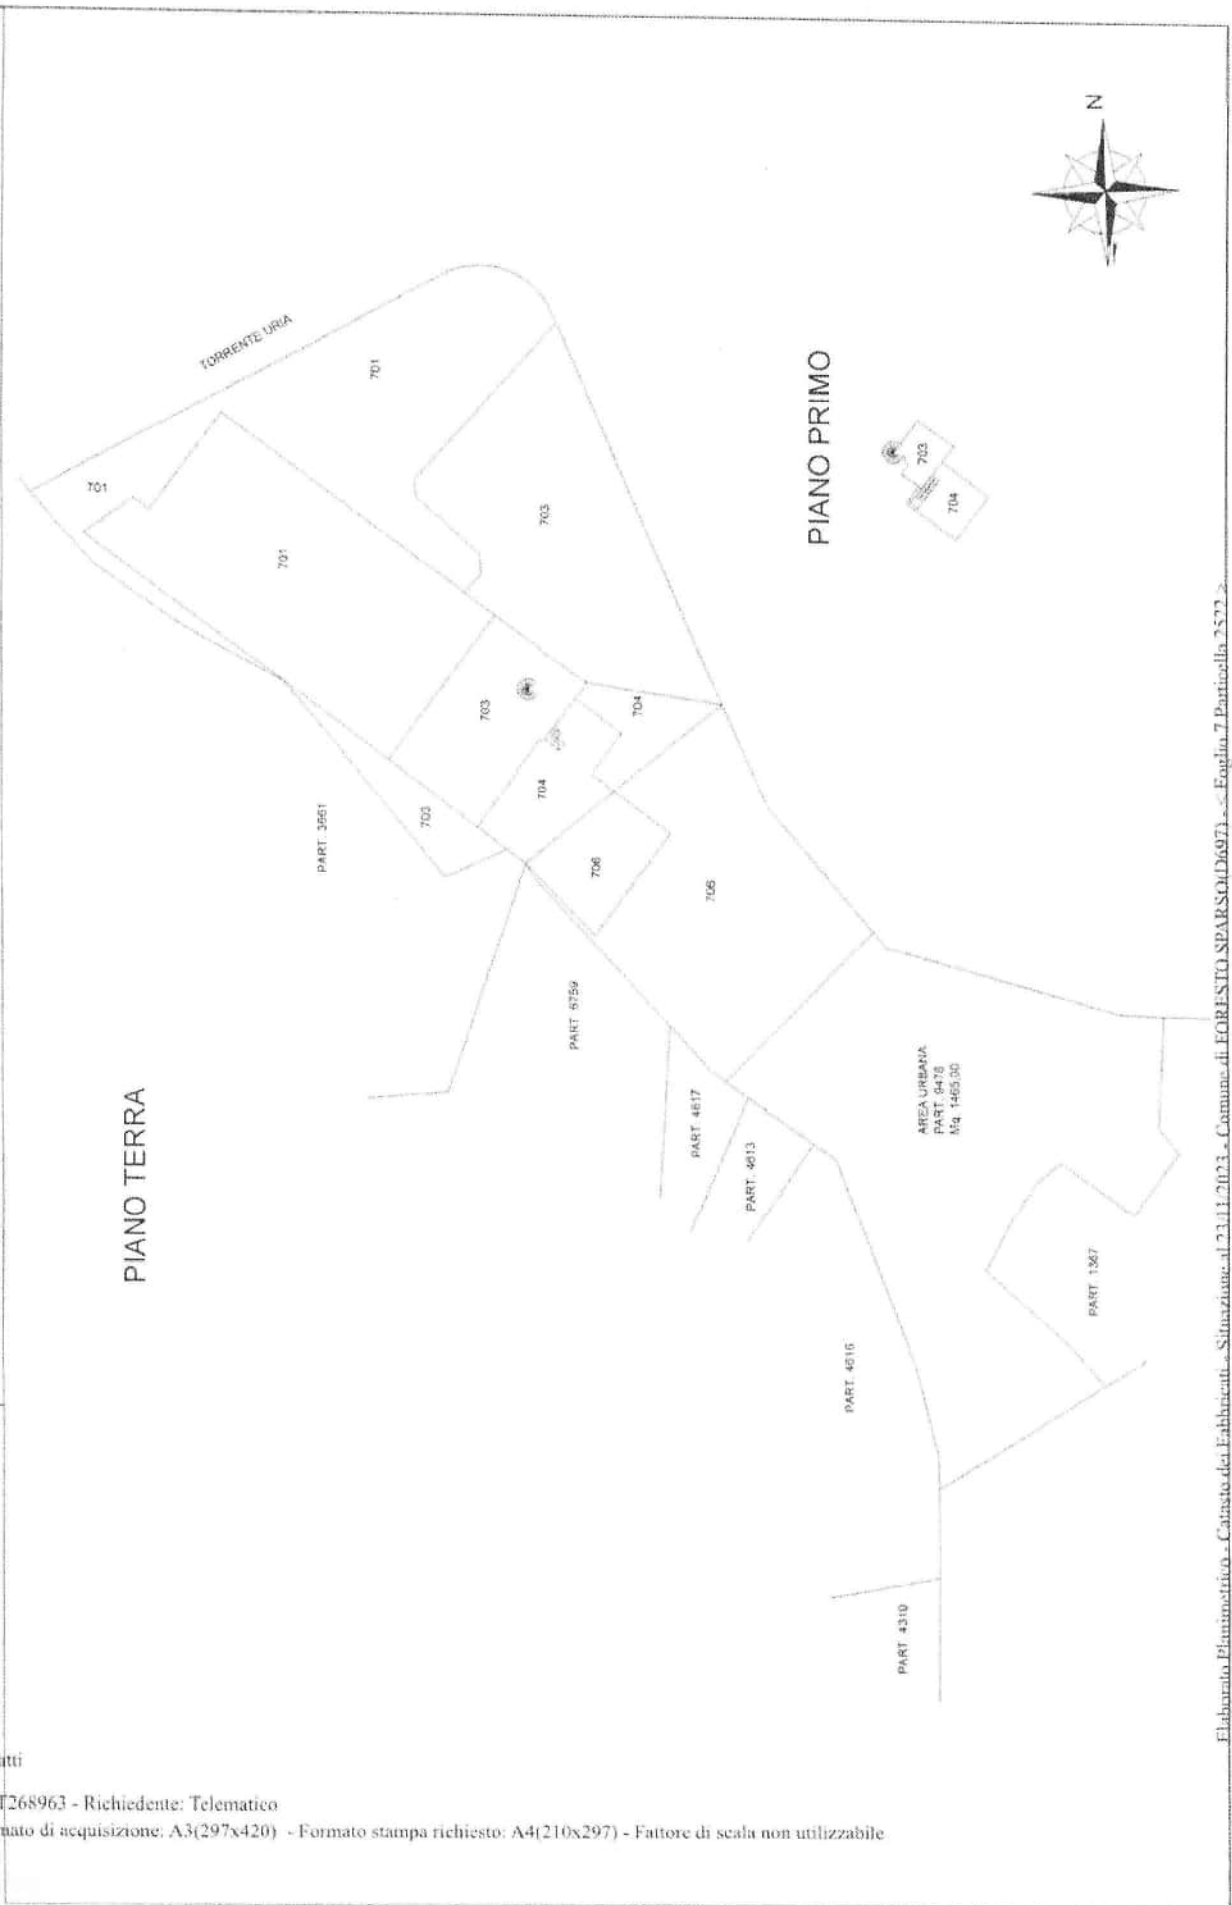 PIANO TERRA
TORRENTE URIA
701
701
701
703
703
703
704
704
706
706
PART. 3661
PART. 6759
PART. 4617
PART. 4613
PART. 4616
PART. 4310
AREA URBANA
PART. 9476
Mq. 1465,00
PART. 1367
PIANO PRIMO
703
704
N
Elaborato Planimetrico - Catasto dei Fabbricati - Situazione al 23/11/2023 - Comune di FORESTO SPARSO(D697) - < Foglio 7 Particella 2522 >
atti
T268963 - Richiedente: Telematico
mato di acquisizione: A3(297x420) - Formato stampa richiesto: A4(210x297) - Fattore di scala non utilizzabile